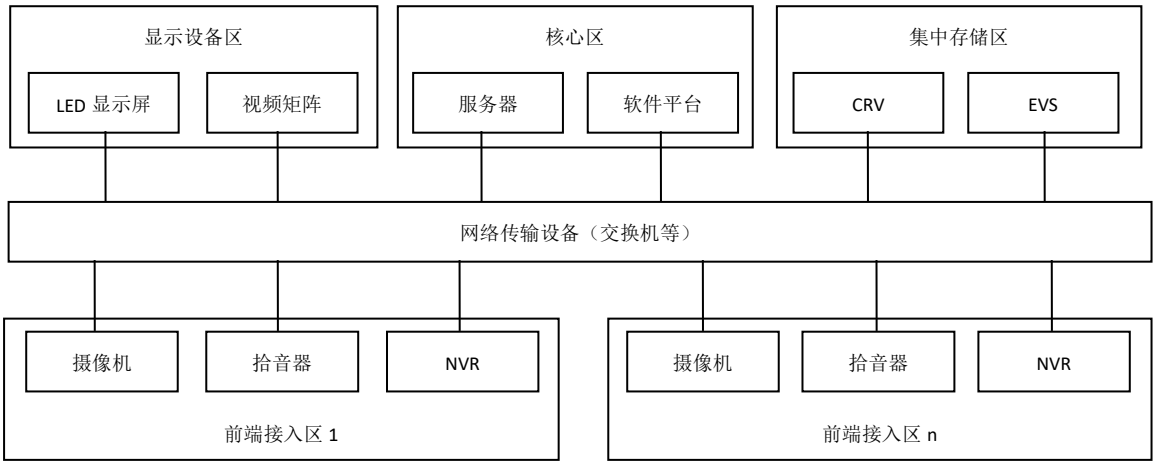 显示设备区
核心区
集中存储区
LED 显示屏
视频矩阵
服务器
软件平台
CRV
EVS
网络传输设备（交换机等）
摄像机
拾音器
NVR
摄像机
拾音器
NVR
前端接入区 1
前端接入区 n